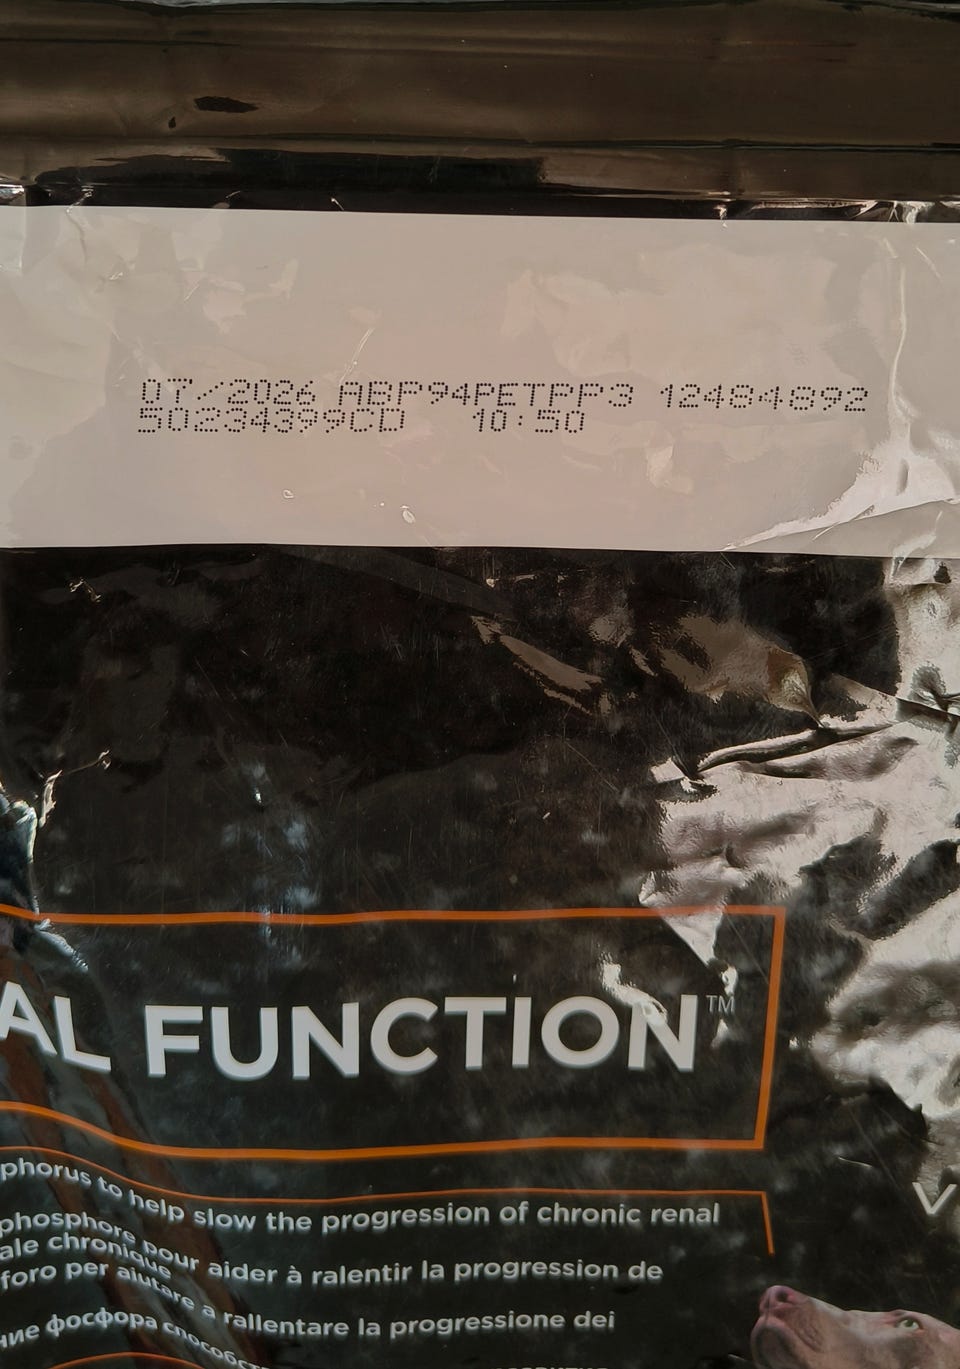 07/2026 ABP94PETPP3 12484892
50234399CD 10:50
AL FUNCTION™
phorus to help slow the progression of chronic renal
phosphore pour aider à ralentir la progression de
ale chronique
foro per aiutare a rallentare la progressione dei
ние фосфора способст
V